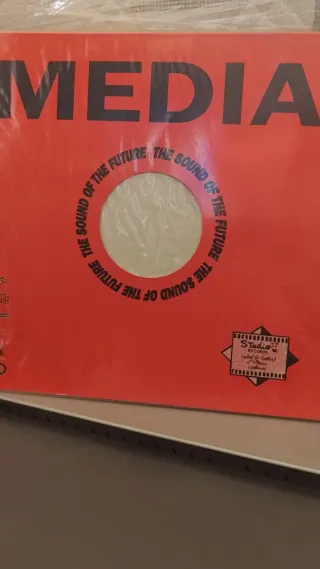 MEDIA
THE SOUND OF THE FUTURE THE SOUND OF THE FUTURE THE SOUND OF THE FUTURE
STUDIO
RECORDS